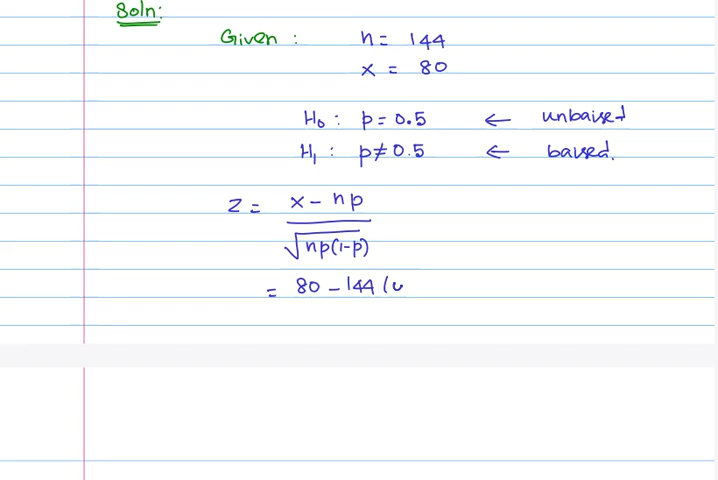 Soln:
Given : n = 144
x = 80
H₀ : p = 0.5 ← unbaised
H₁ : p ≠ 0.5 ← baised.
Z = x - np
√np(1-p)
= 80 - 144 (